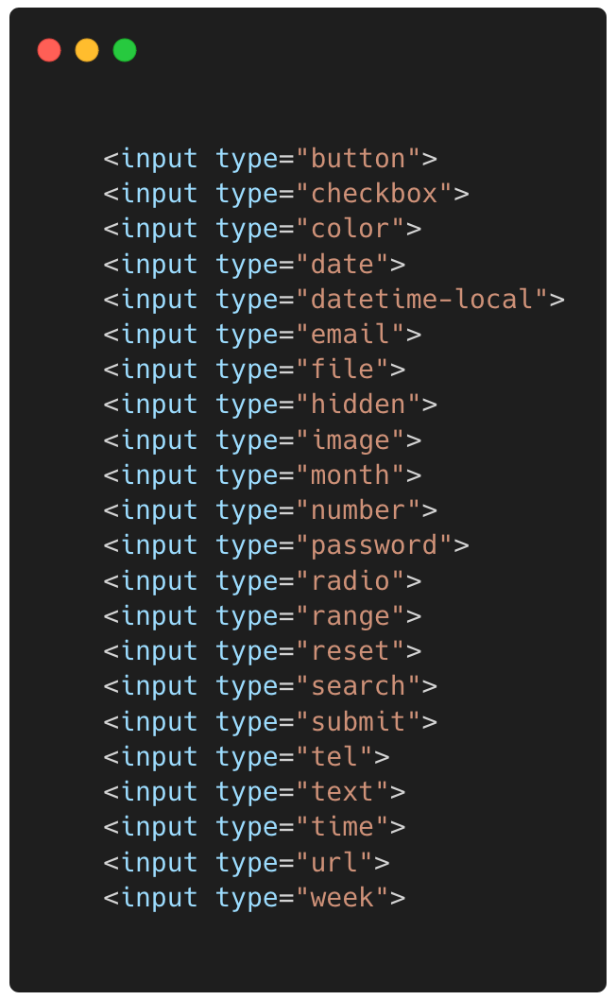 <input type="button">
<input type="checkbox">
<input type="color">
<input type="date">
<input type="datetime-local">
<input type="email">
<input type="file">
<input type="hidden">
<input type="image">
<input type="month">
<input type="number">
<input type="password">
<input type="radio">
<input type="range">
<input type="reset">
<input type="search">
<input type="submit">
<input type="tel">
<input type="text">
<input type="time">
<input type="url">
<input type="week">